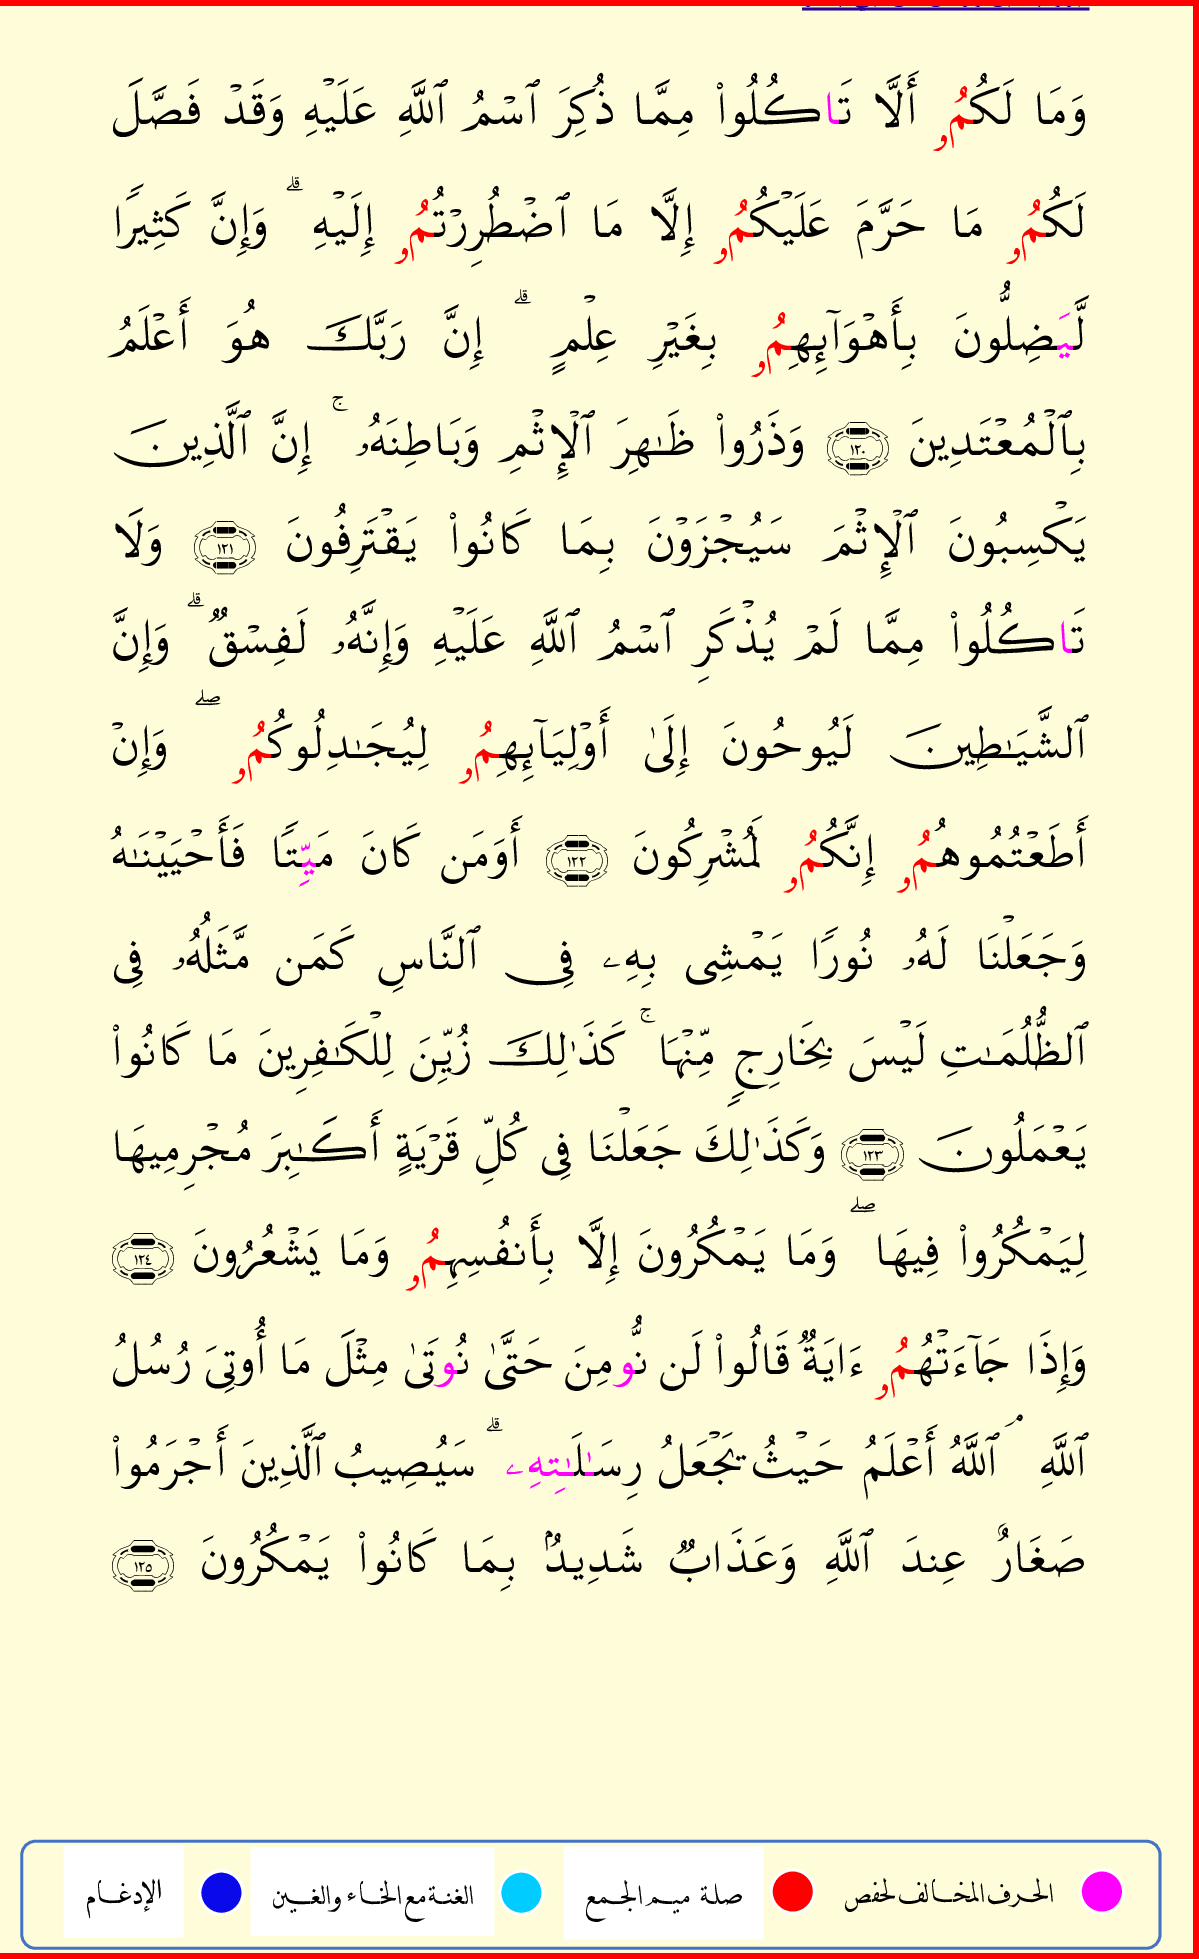 وَمَا لَكُمُۥ أَلَّا تَاكُلُوا۟ مِمَّا ذُكِرَ ٱسۡمُ ٱللَّهِ عَلَيۡهِ وَقَدۡ فَصَّلَ
لَكُمُۥ مَا حَرَّمَ عَلَيۡكُمُۥ إِلَّا مَا ٱضۡطُرِرۡتُمُۥ إِلَيۡهِ ۗ وَإِنَّ كَثِيرًا
لَّيَضِلُّونَ بِأَهۡوَآئِهِمُۥ بِغَيۡرِ عِلۡمٍ ۗ إِنَّ رَبَّكَ هُوَ أَعۡلَمُ
بِٱلۡمُعۡتَدِينَ ١٢٠ وَذَرُوا۟ ظَـٰهِرَ ٱلۡإِثۡمِ وَبَاطِنَهُۥ ۚ إِنَّ ٱلَّذِينَ
يَكۡسِبُونَ ٱلۡإِثۡمَ سَيُجۡزَوۡنَ بِمَا كَانُوا۟ يَقۡتَرِفُونَ ١٢١ وَلَا
تَاكُلُوا۟ مِمَّا لَمۡ يُذۡكَرِ ٱسۡمُ ٱللَّهِ عَلَيۡهِ وَإِنَّهُۥ لَفِسۡقٌ ۗ وَإِنَّ
ٱلشَّيَـٰطِينَ لَيُوحُونَ إِلَىٰ أَوۡلِيَآئِهِمُۥ لِيُجَـٰدِلُوكُمُۥ ۖ وَإِنۡ
أَطَعۡتُمُوهُمُۥ إِنَّكُمُۥ لَمُشۡرِكُونَ ١٢٢ أَوَمَن كَانَ مَيِّتًا فَأَحۡيَيۡنَـٰهُ
وَجَعَلۡنَا لَهُۥ نُورًا يَمۡشِى بِهِۦ فِى ٱلنَّاسِ كَمَن مَّثَلُهُۥ فِى
ٱلظُّلُمَـٰتِ لَيۡسَ بِخَارِجٍ مِّنۡهَا ۚ كَذَٰلِكَ زُيِّنَ لِلۡكَـٰفِرِينَ مَا كَانُوا۟
يَعۡمَلُونَ ١٢٣ وَكَذَٰلِكَ جَعَلۡنَا فِى كُلِّ قَرۡيَةٍ أَكَـٰبِرَ مُجۡرِمِيهَا
لِيَمۡكُرُوا۟ فِيهَا ۖ وَمَا يَمۡكُرُونَ إِلَّا بِأَنفُسِهِمُۥ وَمَا يَشۡعُرُونَ ١٢٤
وَإِذَا جَآءَتۡهُمُۥ ءَايَةٌ قَالُوا۟ لَن نُّومِنَ حَتَّىٰ نُوتَىٰ مِثۡلَ مَا أُوتِىَ رُسُلُ
ٱللَّهِ ۘ ٱللَّهُ أَعۡلَمُ حَيۡثُ يَجۡعَلُ رِسَـٰلَـٰتِهِۦ ۗ سَيُصِيبُ ٱلَّذِينَ أَجۡرَمُوا۟
صَغَارٌ عِندَ ٱللَّهِ وَعَذَابٌ شَدِيدُۢ بِمَا كَانُوا۟ يَمۡكُرُونَ ١٢٥
الحرف المخالف لحفص صلة ميم الجمع الغنة مع الخاء والغين الإدغام